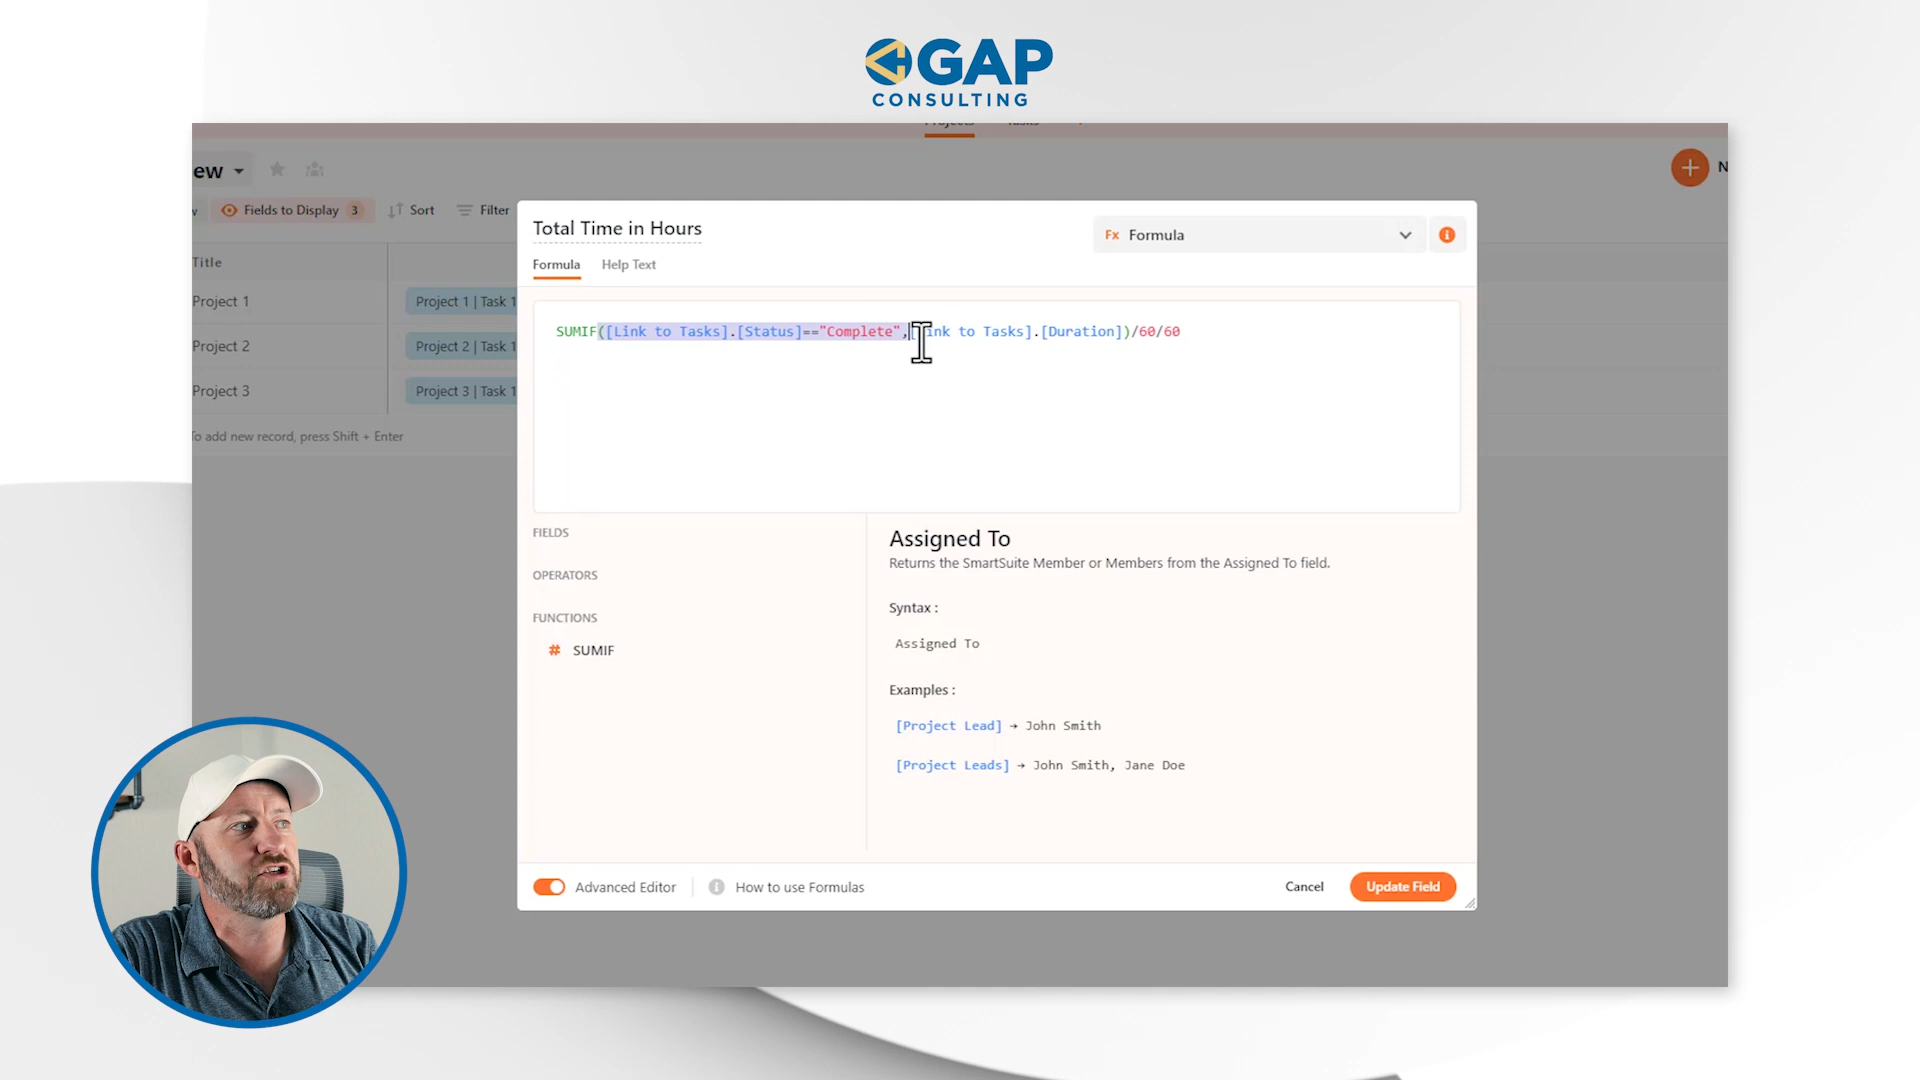 GAP
CONSULTING
Projects Tasks
ew
N
Fields to Display 3 Sort Filter
Total Time in Hours
Fx Formula
Formula Help Text
Title
Project 1
Project 1 | Task 1
SUMIF([Link to Tasks].[Status]=="Complete",[Link to Tasks].[Duration])/60/60
Project 2
Project 2 | Task 1
Project 3
Project 3 | Task 1
To add new record, press Shift + Enter
FIELDS
OPERATORS
FUNCTIONS
# SUMIF
Assigned To
Returns the SmartSuite Member or Members from the Assigned To field.
Syntax :
Assigned To
Examples :
[Project Lead] → John Smith
[Project Leads] → John Smith, Jane Doe
Advanced Editor
How to use Formulas
Cancel
Update Field